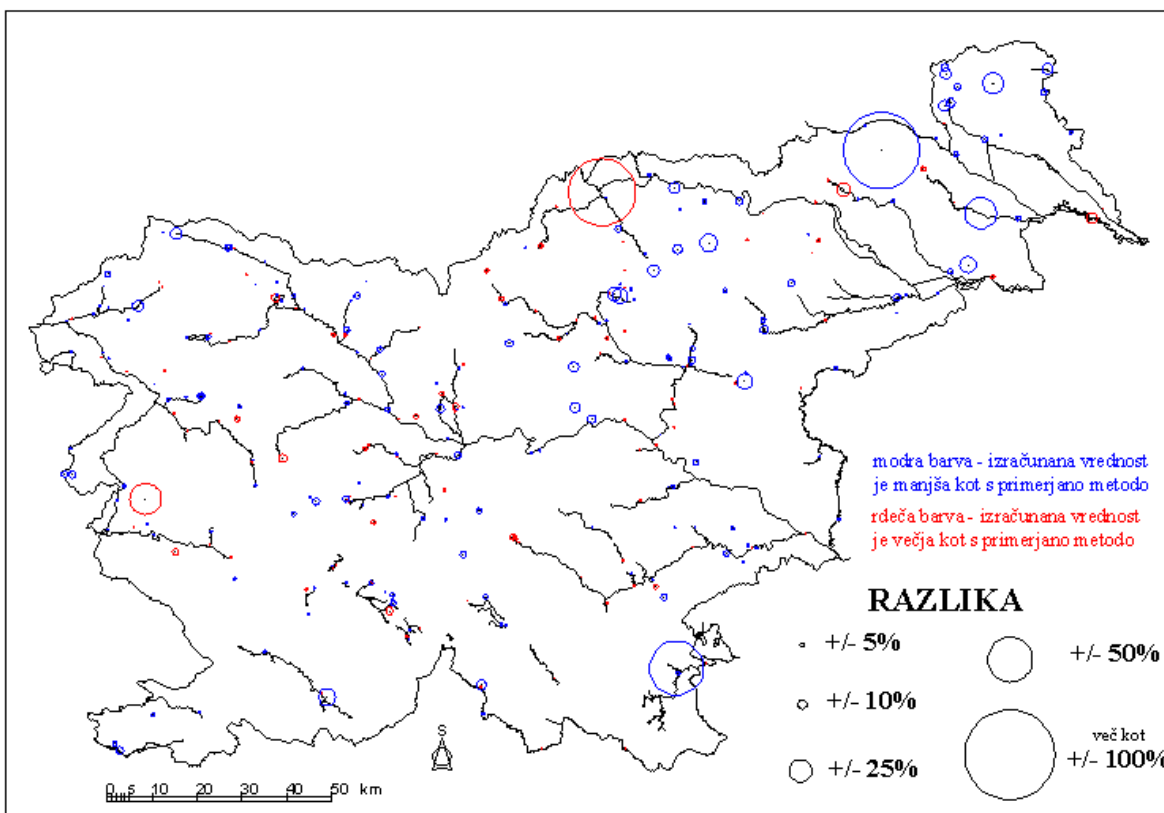 modra barva - izračunana vrednost
je manjša kot s primerjano metodo
rdeča barva - izračunana vrednost
je večja kot s primerjano metodo
RAZLIKA
+/- 5%
+/- 10%
+/- 25%
+/- 50%
več kot
+/- 100%
S
0 5 10 20 30 40 50 km